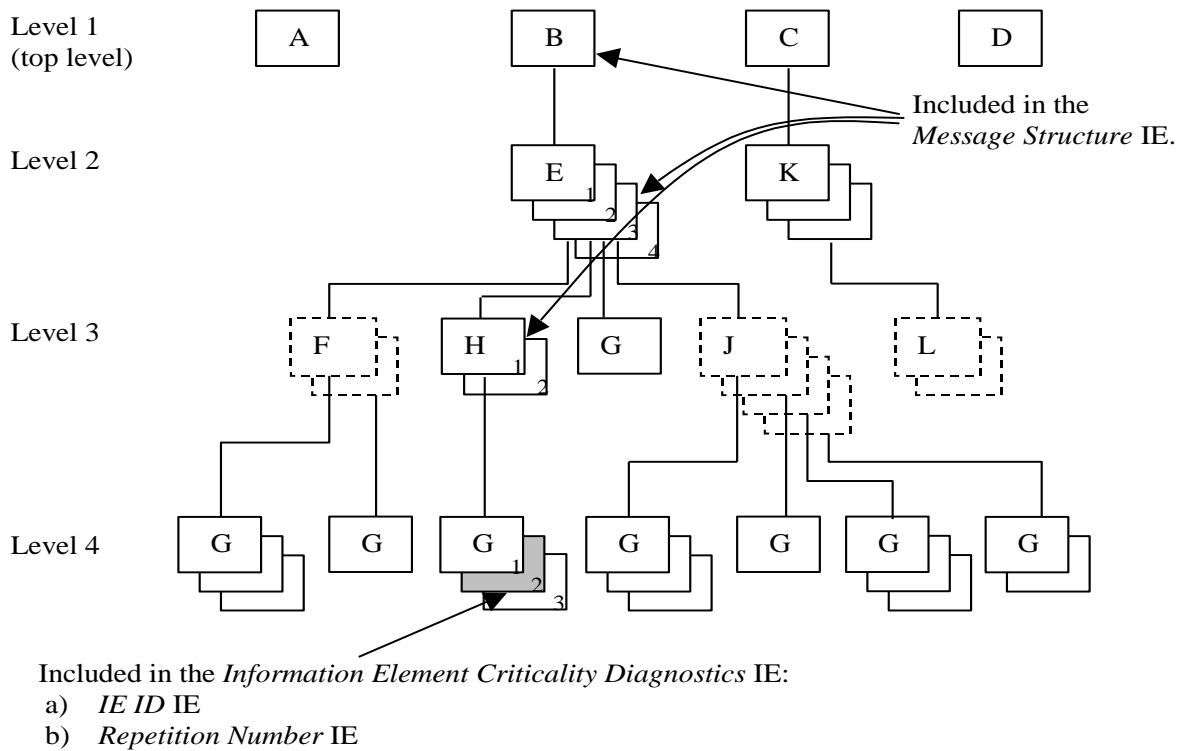 Level 1
(top level)
A B C D
Included in the
Message Structure IE.
Level 2
E K
1
2
3
4
Level 3
F H G J L
1
2
Level 4
G G G G G G G
1
2
3
Included in the Information Element Criticality Diagnostics IE:
a) IE ID IE
b) Repetition Number IE